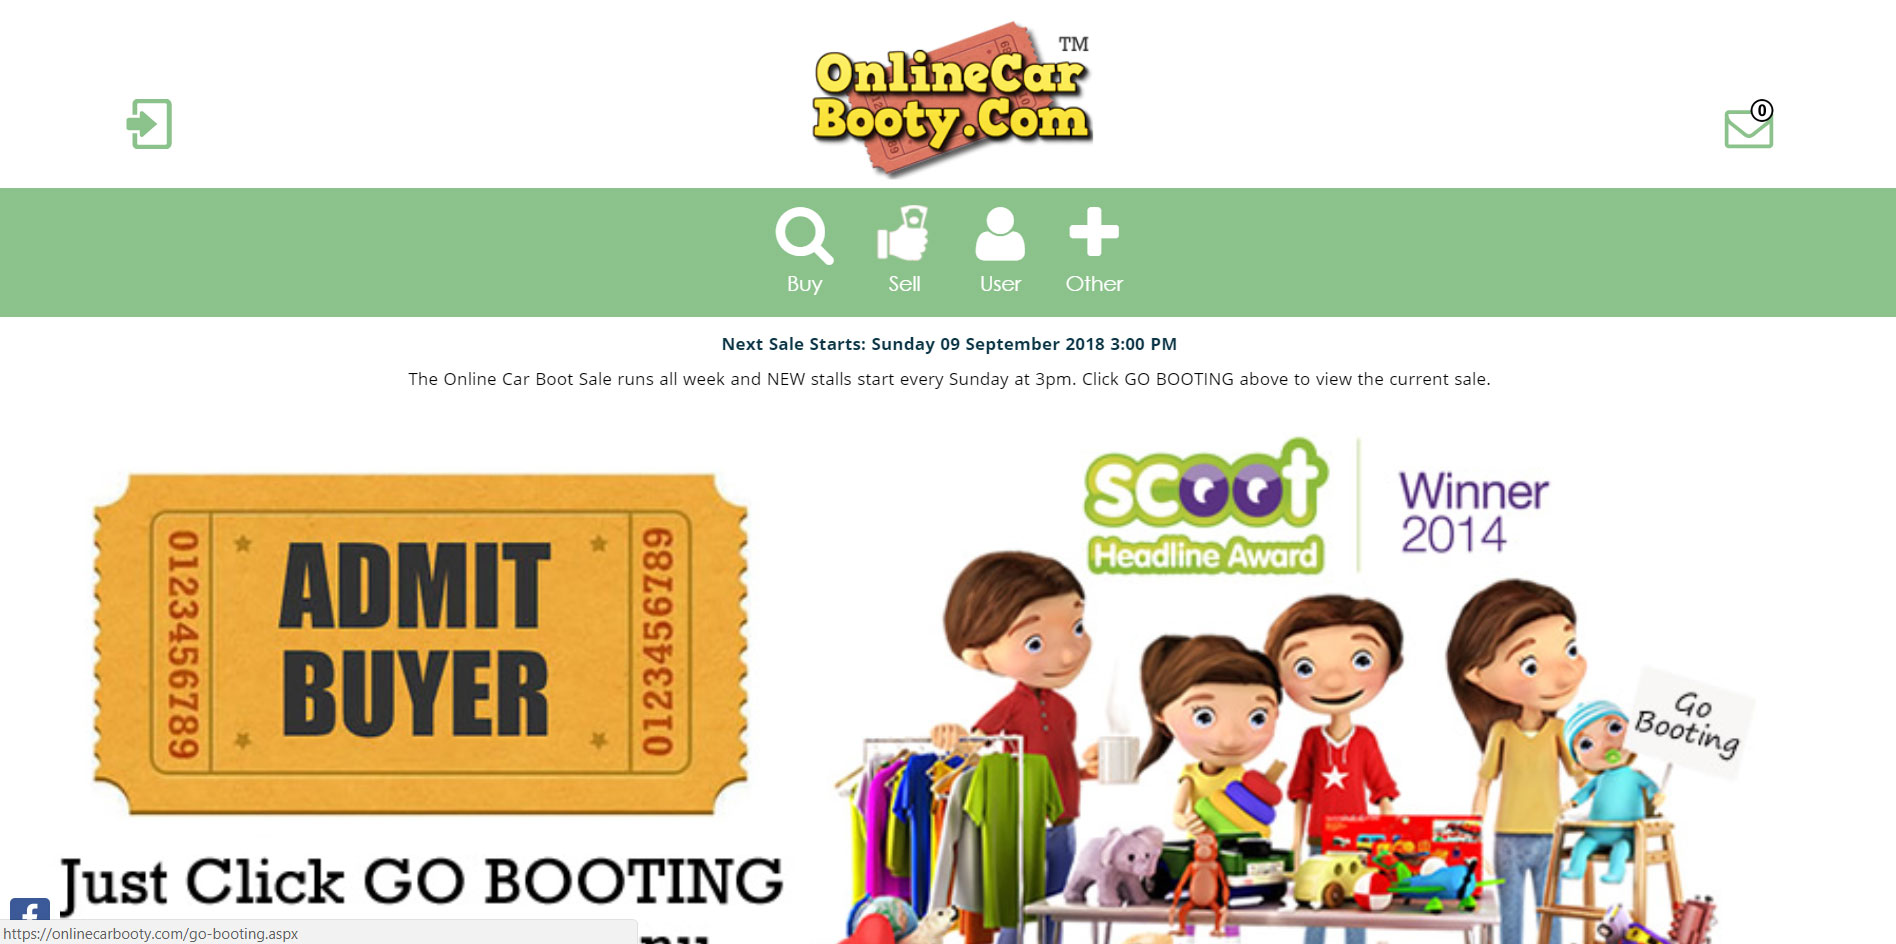 OnlineCar
Booty.Com
TM
0
Buy
Sell
User
Other
Next Sale Starts: Sunday 09 September 2018 3:00 PM
The Online Car Boot Sale runs all week and NEW stalls start every Sunday at 3pm. Click GO BOOTING above to view the current sale.
0123456789
ADMIT
BUYER
0123456789
scoot
Headline Award
Winner
2014
Go
Booting
Just Click GO BOOTING
https://onlinecarbooty.com/go-booting.aspx